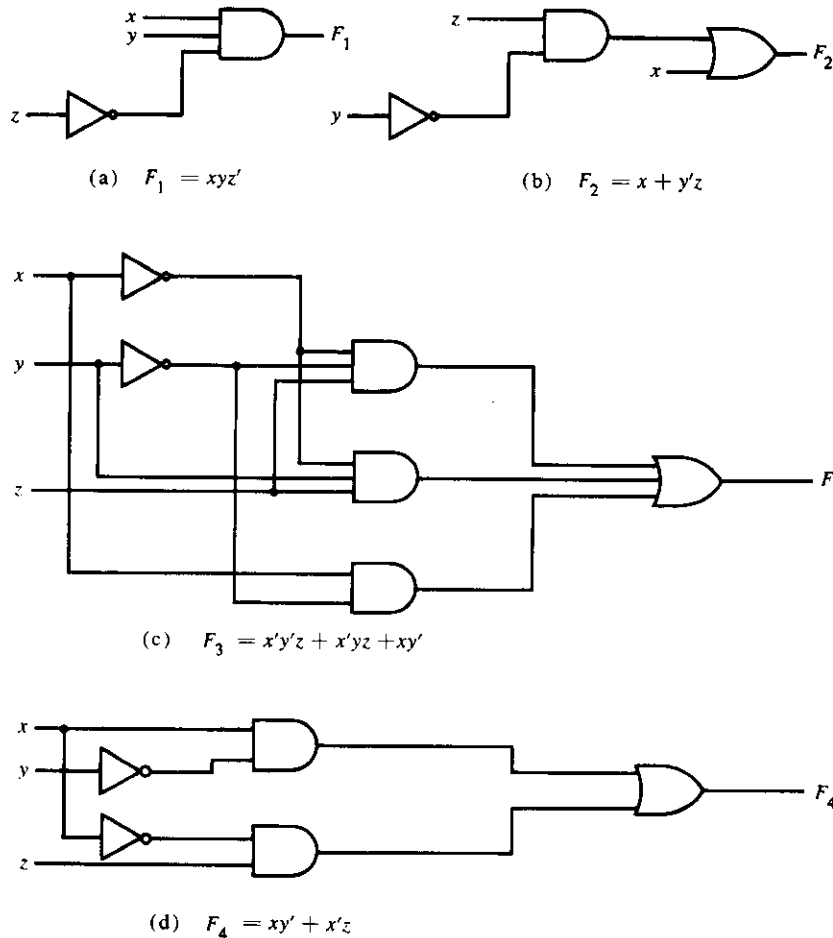 x
y
F₁
z
(a) F₁ = xyz′
z
F₂
x
y
(b) F₂ = x + y′z
x
y
z
F
(c) F₃ = x′y′z + x′yz + xy′
x
y
F₄
z
(d) F₄ = xy′ + x′z